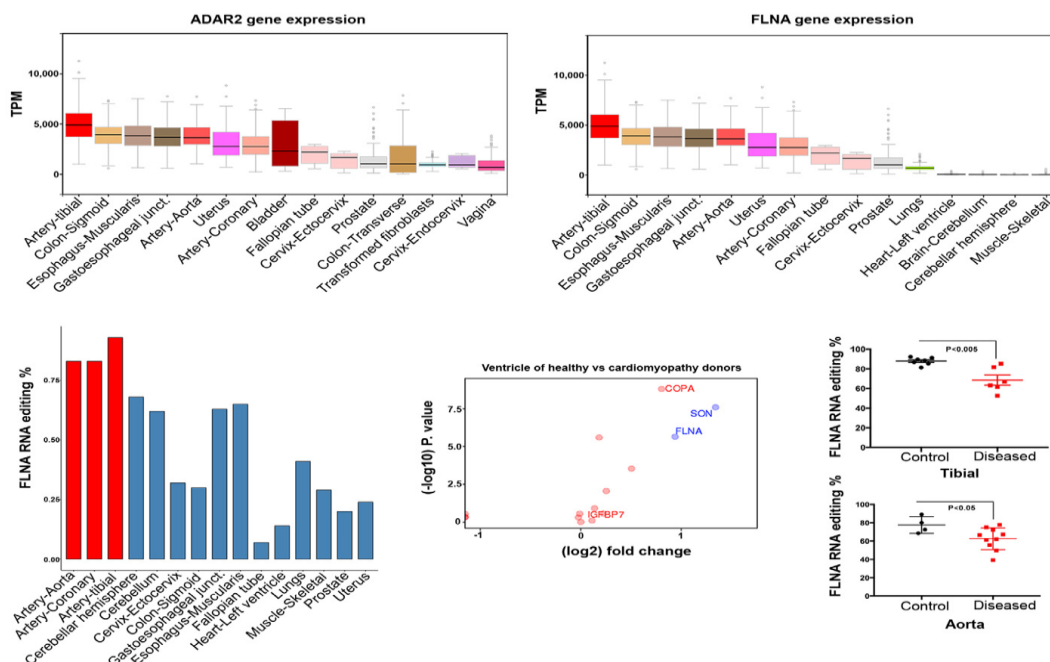 ADAR2 gene expression
TPM
10,000
5,000
0
Artery-tibial
Colon-Sigmoid
Esophagus-Muscularis
Gastoesophageal junct.
Artery-Aorta
Uterus
Artery-Coronary
Bladder
Fallopian tube
Cervix-Ectocervix
Prostate
Colon-Transverse
Transformed fibroblasts
Cervix-Endocervix
Vagina
FLNA gene expression
TPM
10,000
5,000
0
Artery-tibial
Colon-Sigmoid
Esophagus-Muscularis
Gastoesophageal junct.
Artery-Aorta
Uterus
Artery-Coronary
Fallopian tube
Cervix-Ectocervix
Prostate
Lungs
Heart-Left ventricle
Brain-Cerebellum
Cerebellar hemisphere
Muscle-Skeletal
FLNA RNA editing %
0.75
0.50
0.25
0.00
Artery-Aorta
Artery-Coronary
Artery-tibial
Cerebellar hemisphere
Cerebellum
Cervix-Ectocervix
Colon-Sigmoid
Gastoesophageal junct.
Esophagus-Muscularis
Fallopian tube
Heart-Left ventricle
Lungs
Muscle-Skeletal
Prostate
Uterus
Ventricle of healthy vs cardiomyopathy donors
(-log10) P. value
7.5
5.0
2.5
0
COPA
SON
FLNA
IGFBP7
-1
0
1
(log2) fold change
FLNA RNA editing %
100
80
60
40
20
0
P<0.005
Control
Diseased
Tibial
FLNA RNA editing %
100
80
60
40
20
0
P<0.05
Control
Diseased
Aorta